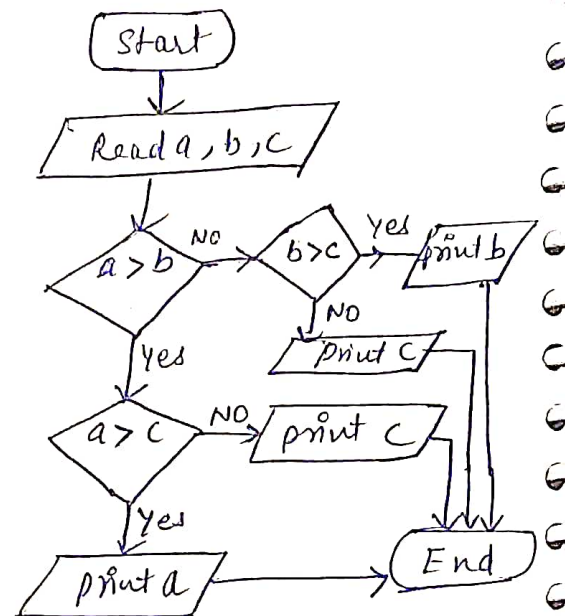 Start
Read a, b, c
a > b
NO
b>c
Yes
print b
NO
print c
Yes
a > c
NO
print c
Yes
print a
End